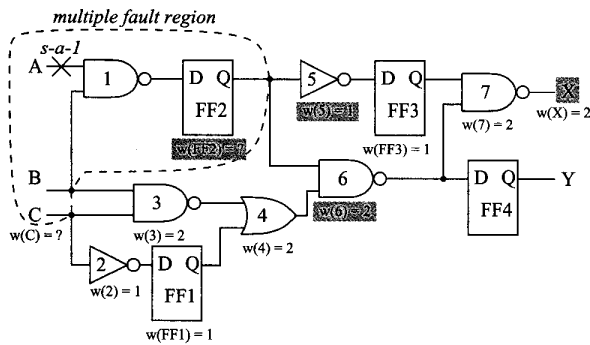 multiple fault region
s-a-1
A
1
D Q
FF2
w(FF2) = ?
5
w(5) = 1
D Q
FF3
w(FF3) = 1
7
w(7) = 2
X
w(X) = 2
B
C
w(C) = ?
3
w(3) = 2
4
w(4) = 2
6
w(6) = 2
D Q
FF4
Y
2
w(2) = 1
D Q
FF1
w(FF1) = 1